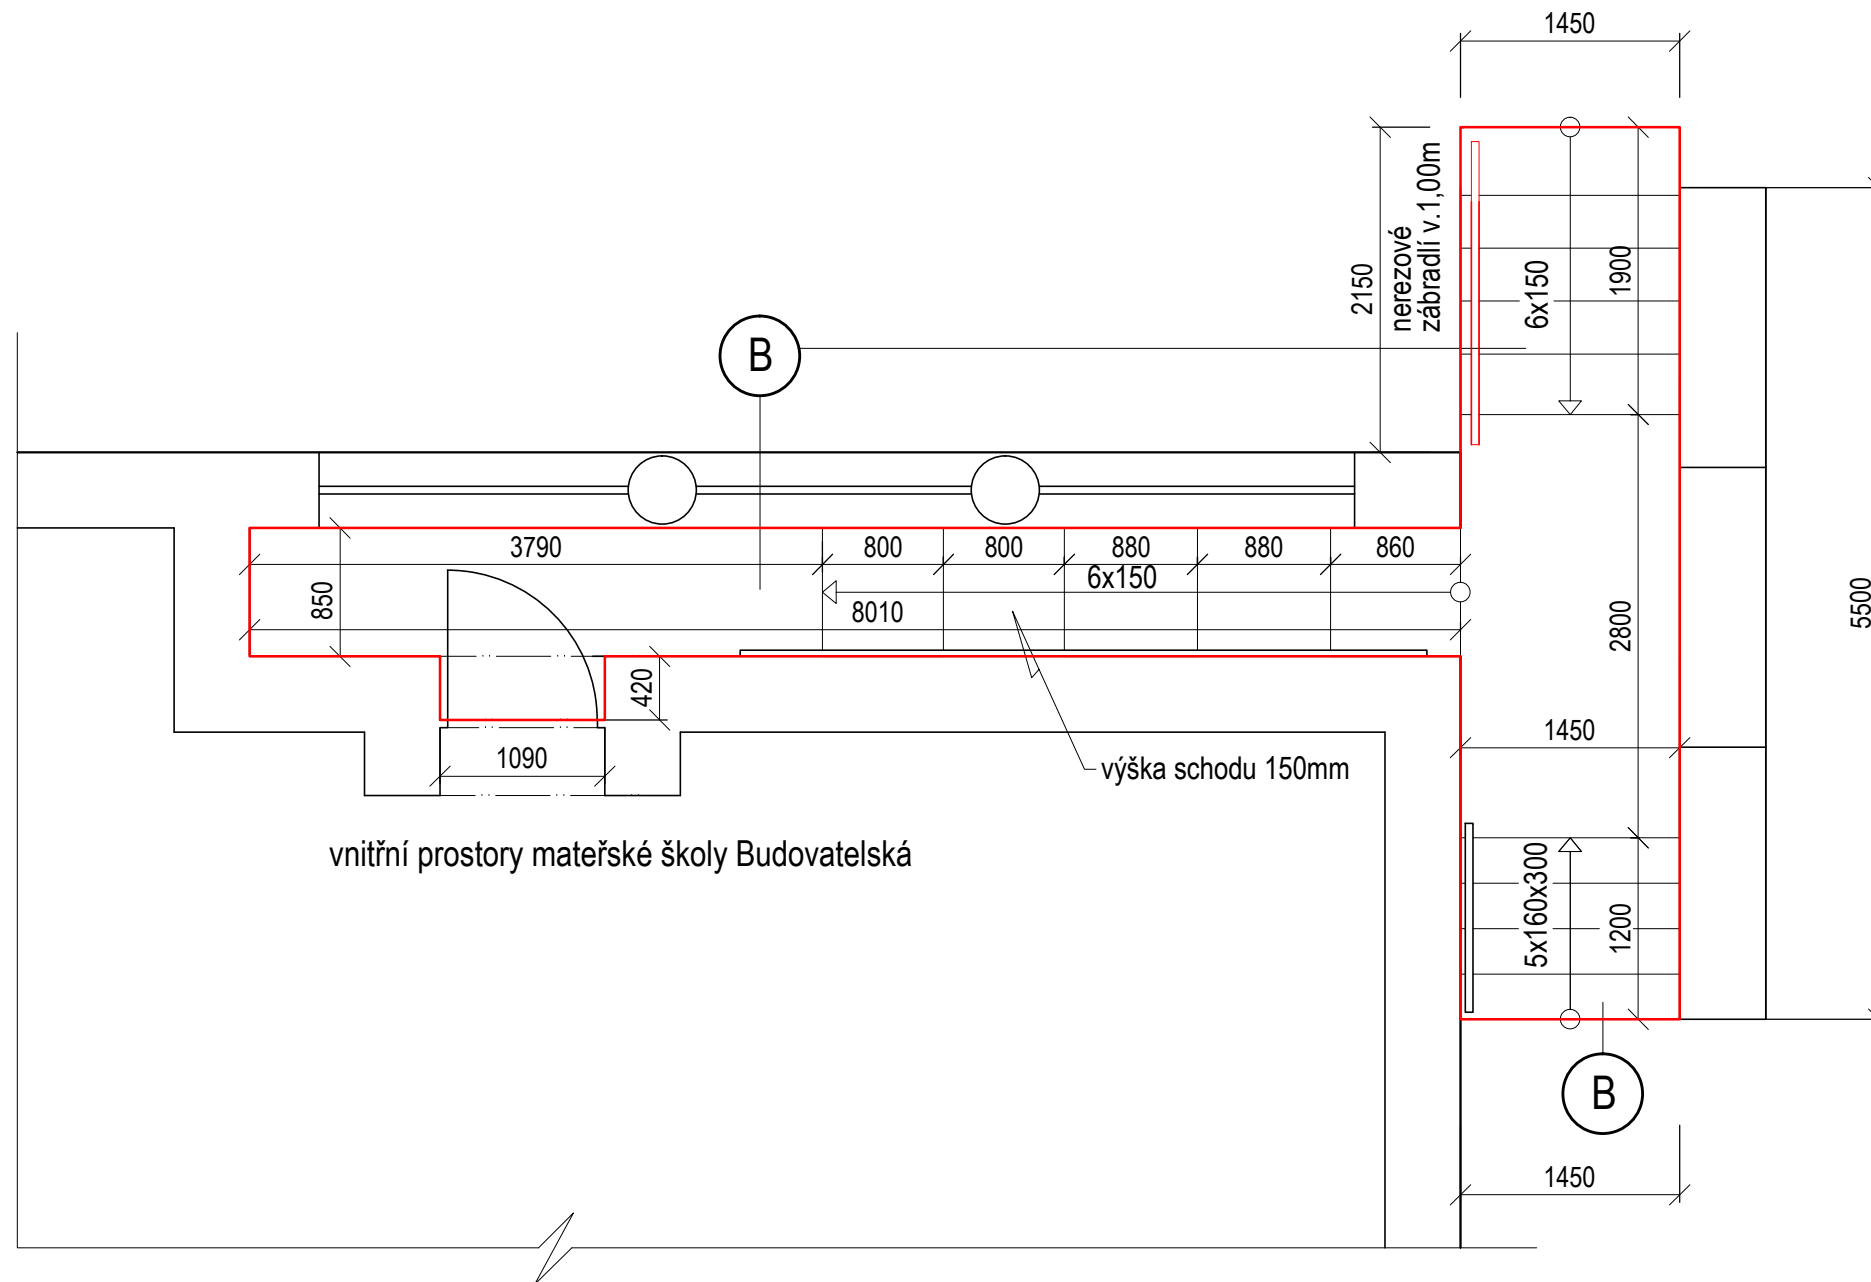 1450
2150
nerezové
zábradlí v.1,00m
6x150
1900
B
3790
800
800
880
880
860
6x150
850
8010
5500
2800
420
1450
1090
výška schodu 150mm
vnitřní prostory mateřské školy Budovatelská
5x160x300
1200
B
1450